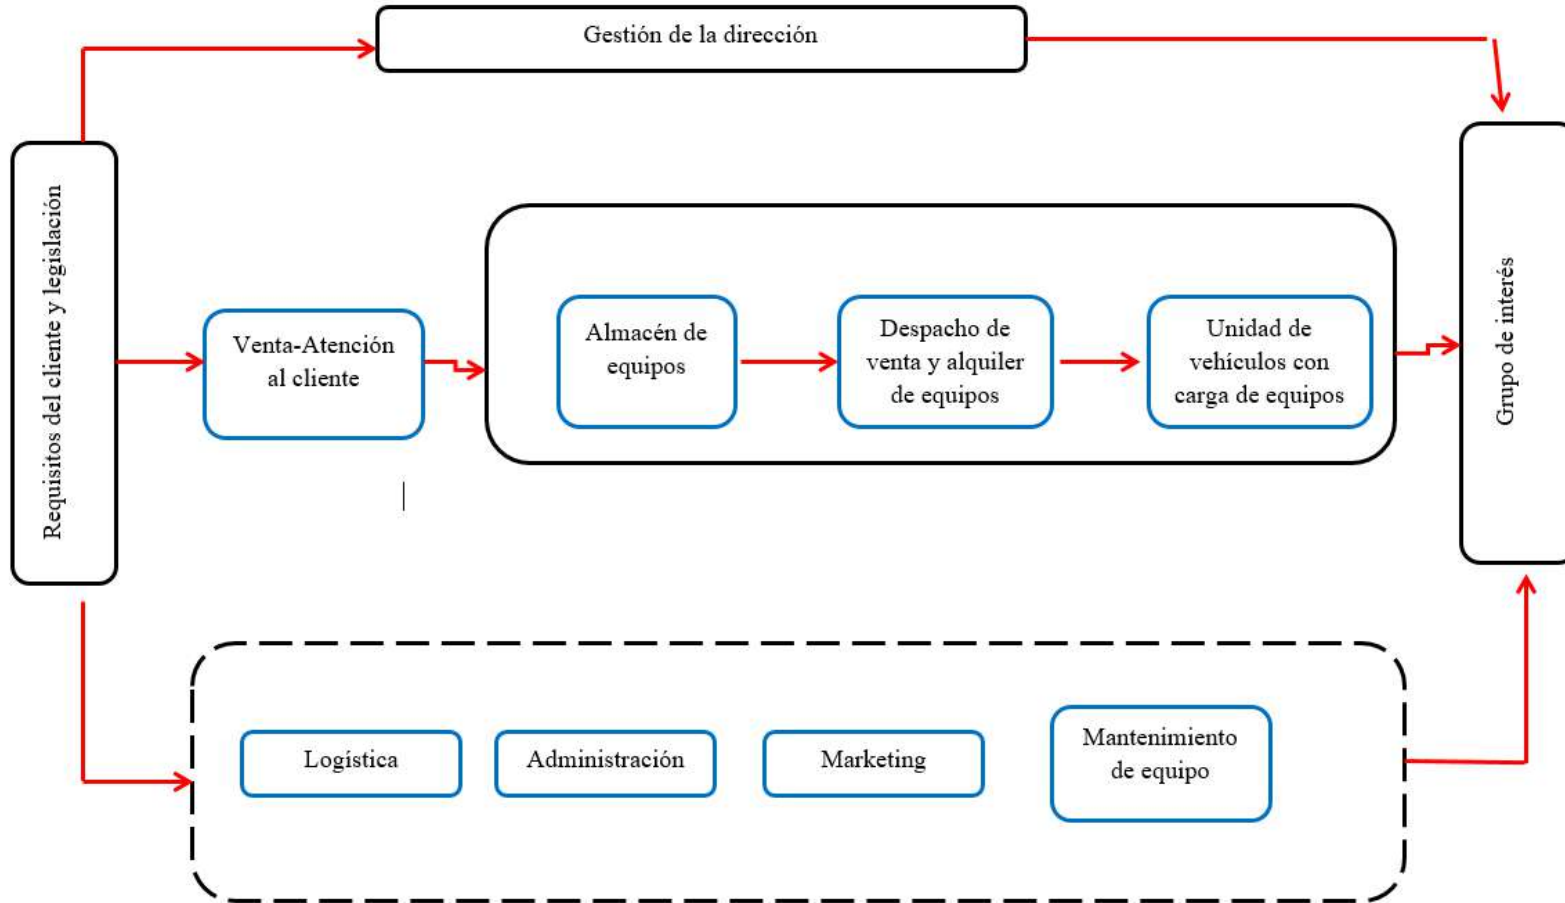 Gestión de la dirección
Requisitos del cliente y legislación
Venta-Atención
al cliente
Almacén de
equipos
Despacho de
venta y alquiler
de equipos
Unidad de
vehículos con
carga de equipos
Grupo de interés
Logística
Administración
Marketing
Mantenimiento
de equipo